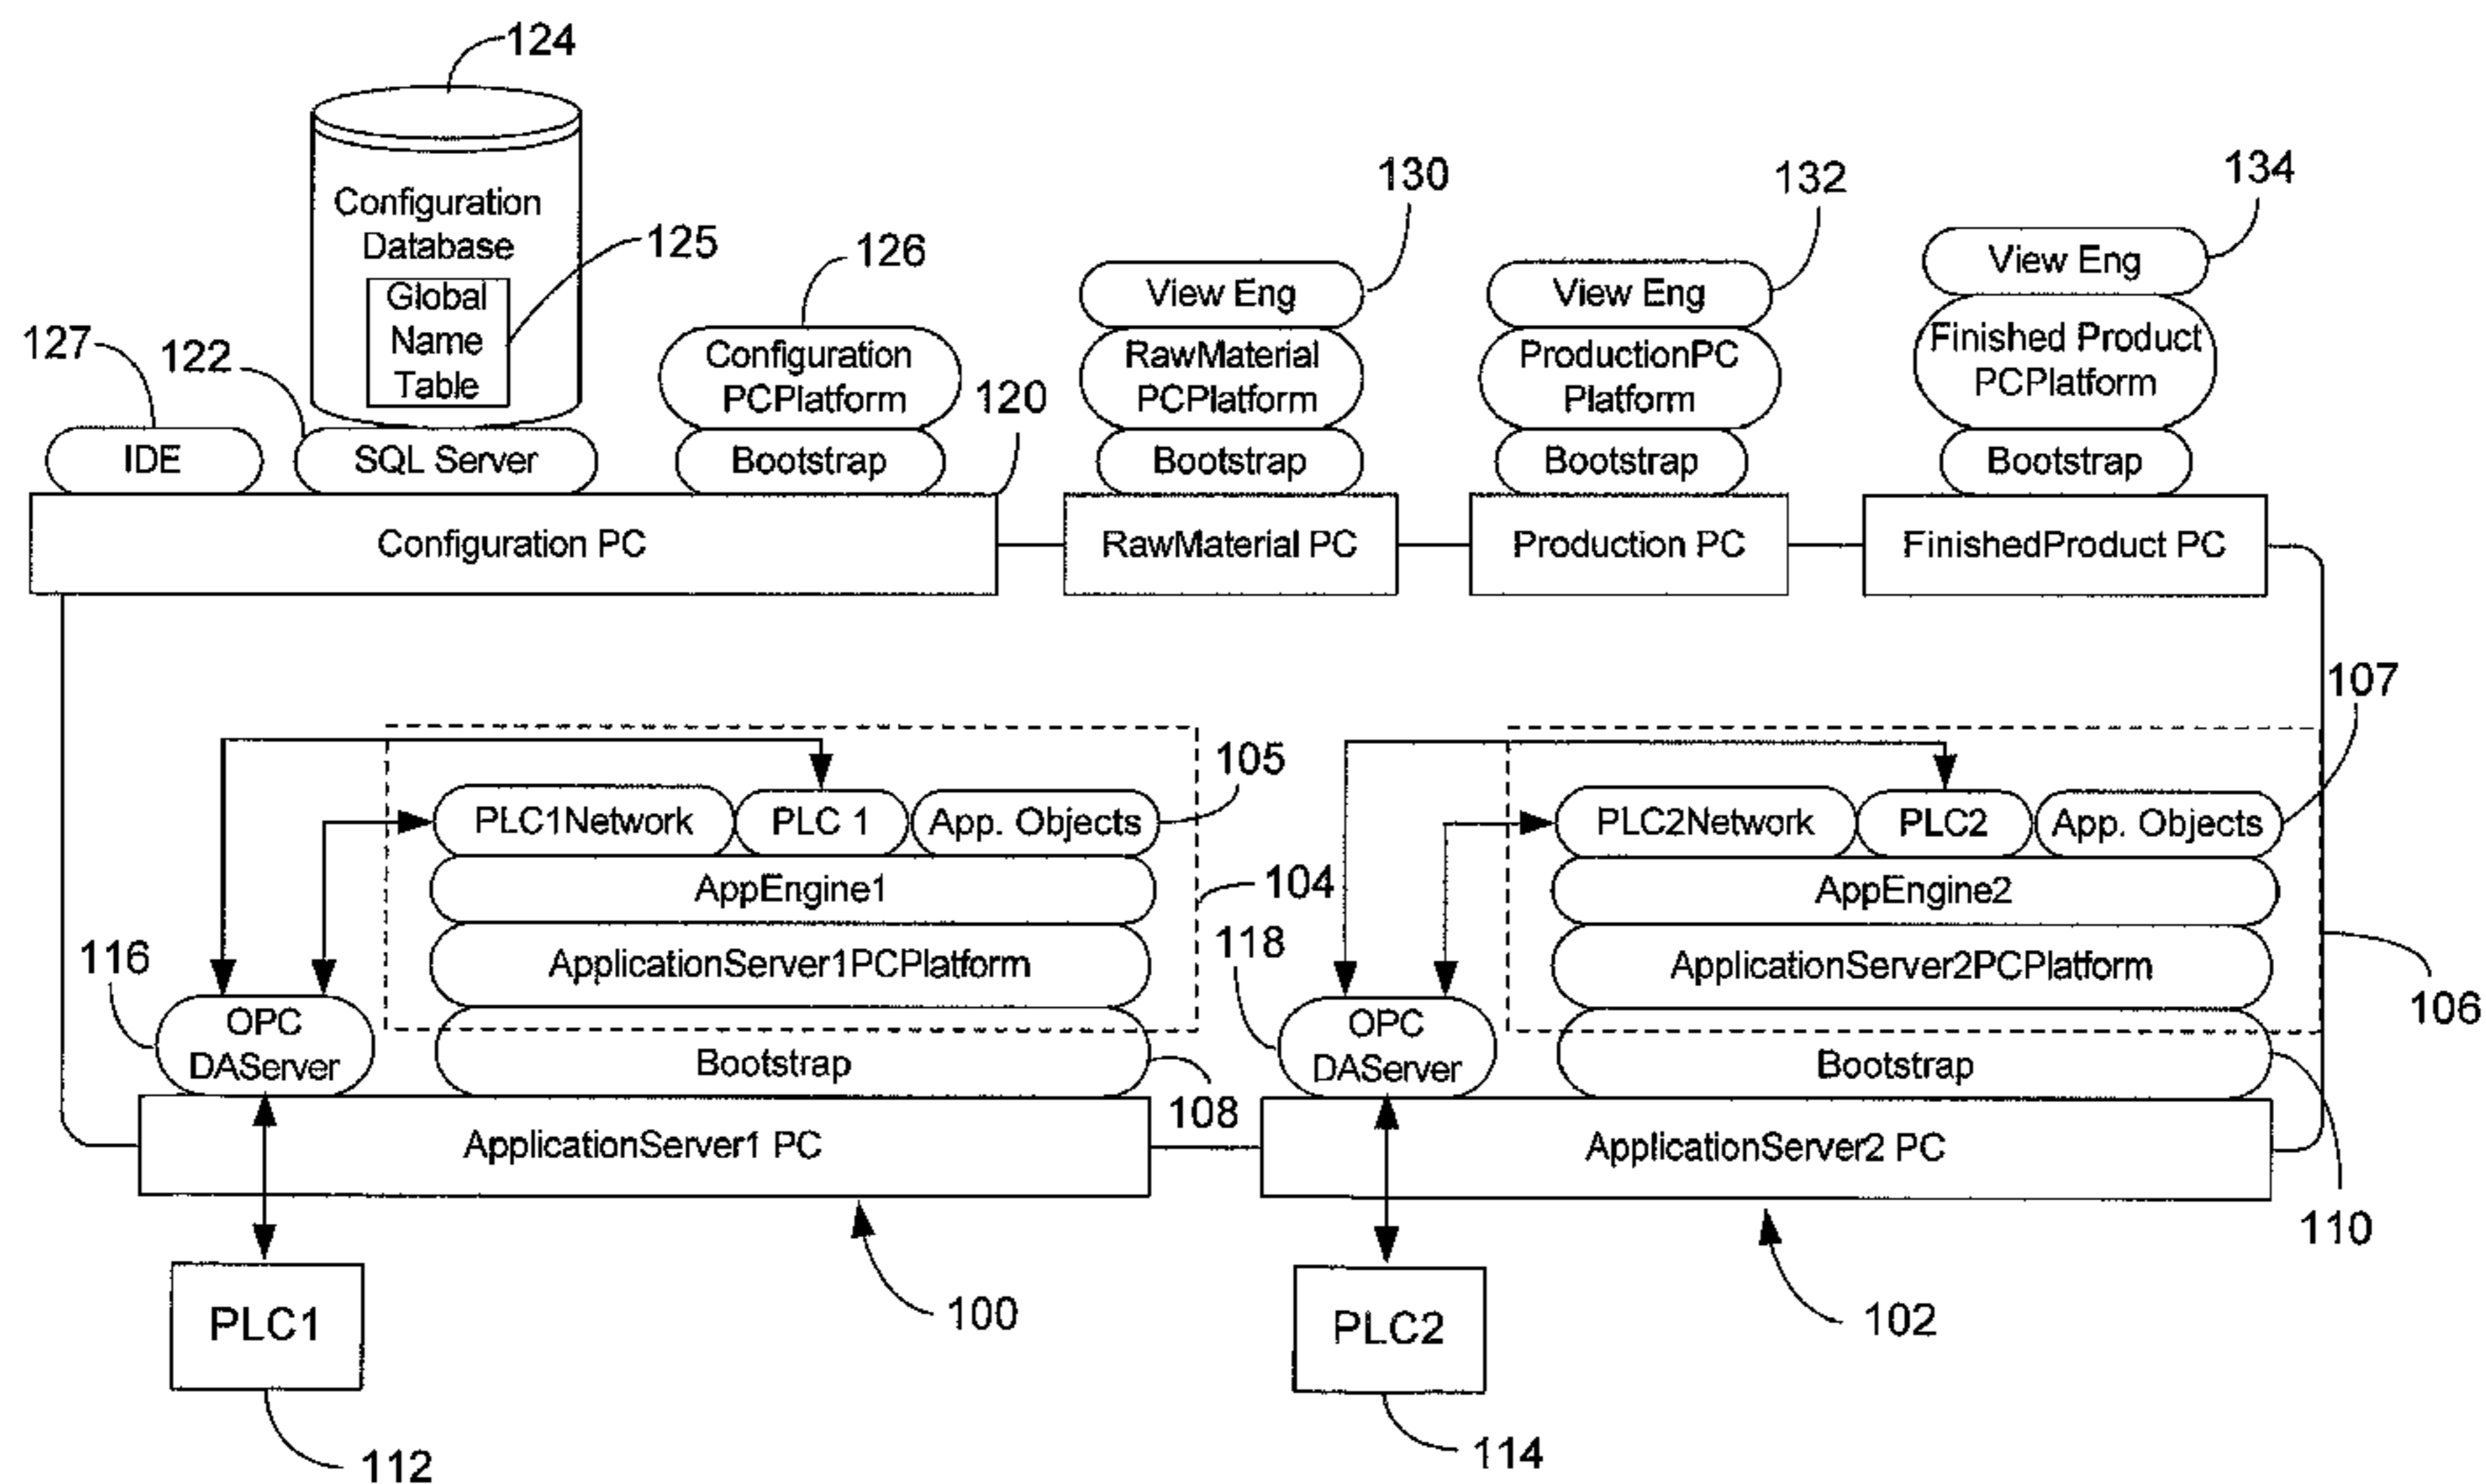 124
Configuration
Database
125
Global
Name
Table
127
122
126
130
132
134
View Eng
View Eng
View Eng
Configuration
PCPlatform
RawMaterial
PCPlatform
ProductionPC
Platform
Finished Product
PCPlatform
120
IDE
SQL Server
Bootstrap
Bootstrap
Bootstrap
Bootstrap
Configuration PC
RawMaterial PC
Production PC
FinishedProduct PC
107
105
PLC1Network
PLC 1
App. Objects
PLC2Network
PLC2
App. Objects
AppEngine1
104
AppEngine2
116
ApplicationServer1PCPlatform
118
ApplicationServer2PCPlatform
106
OPC
DAServer
Bootstrap
108
OPC
DAServer
Bootstrap
ApplicationServer1 PC
ApplicationServer2 PC
110
PLC1
100
PLC2
102
112
114